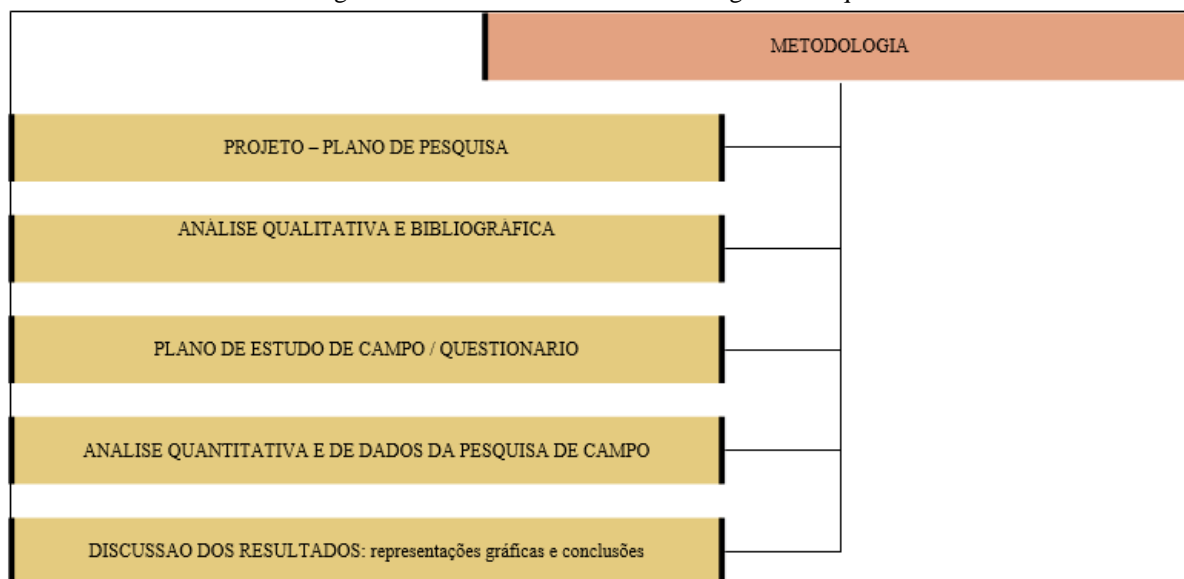 METODOLOGIA
PROJETO – PLANO DE PESQUISA
ANÁLISE QUALITATIVA E BIBLIOGRÁFICA
PLANO DE ESTUDO DE CAMPO / QUESTIONARIO
ANALISE QUANTITATIVA E DE DADOS DA PESQUISA DE CAMPO
DISCUSSAO DOS RESULTADOS: representações gráficas e conclusões